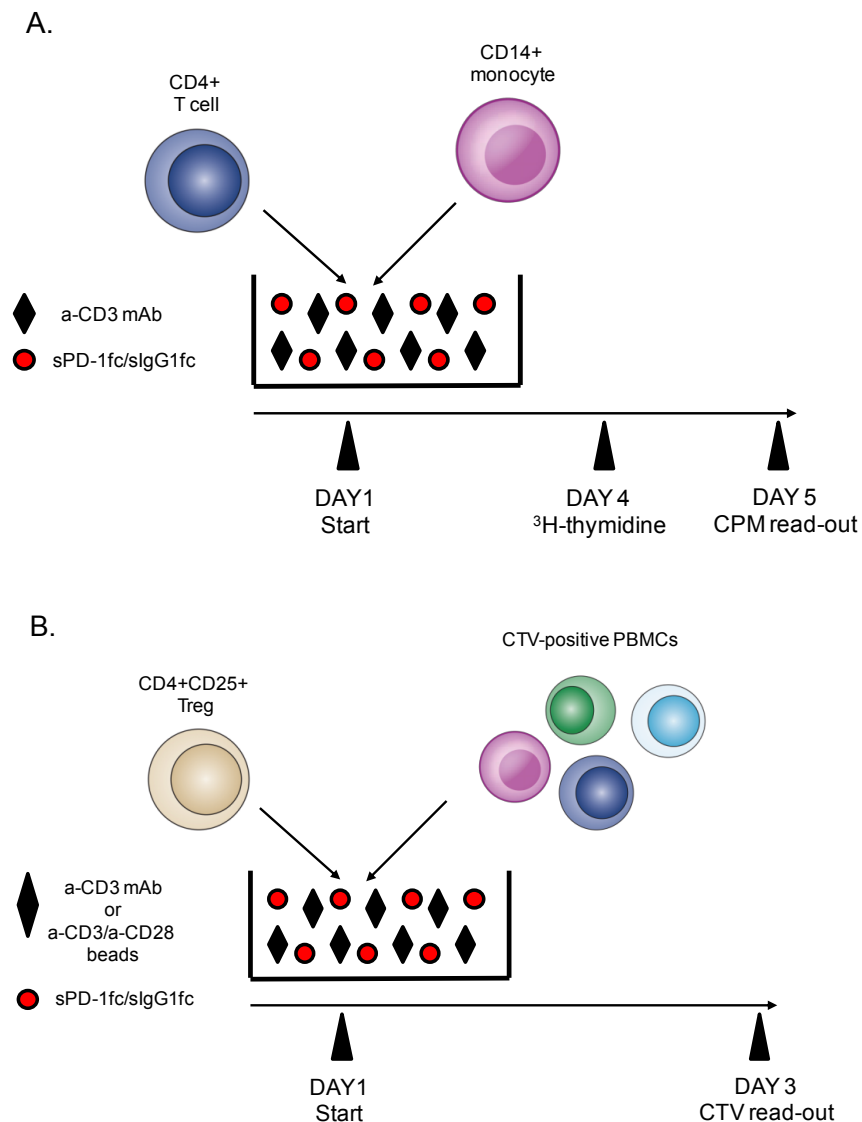 A.
CD4+
T cell
CD14+
monocyte
a-CD3 mAb
sPD-1fc/sIgG1fc
DAY1
Start
DAY 4
³H-thymidine
DAY 5
CPM read-out
B.
CD4+CD25+
Treg
CTV-positive PBMCs
a-CD3 mAb
or
a-CD3/a-CD28
beads
sPD-1fc/sIgG1fc
DAY1
Start
DAY 3
CTV read-out